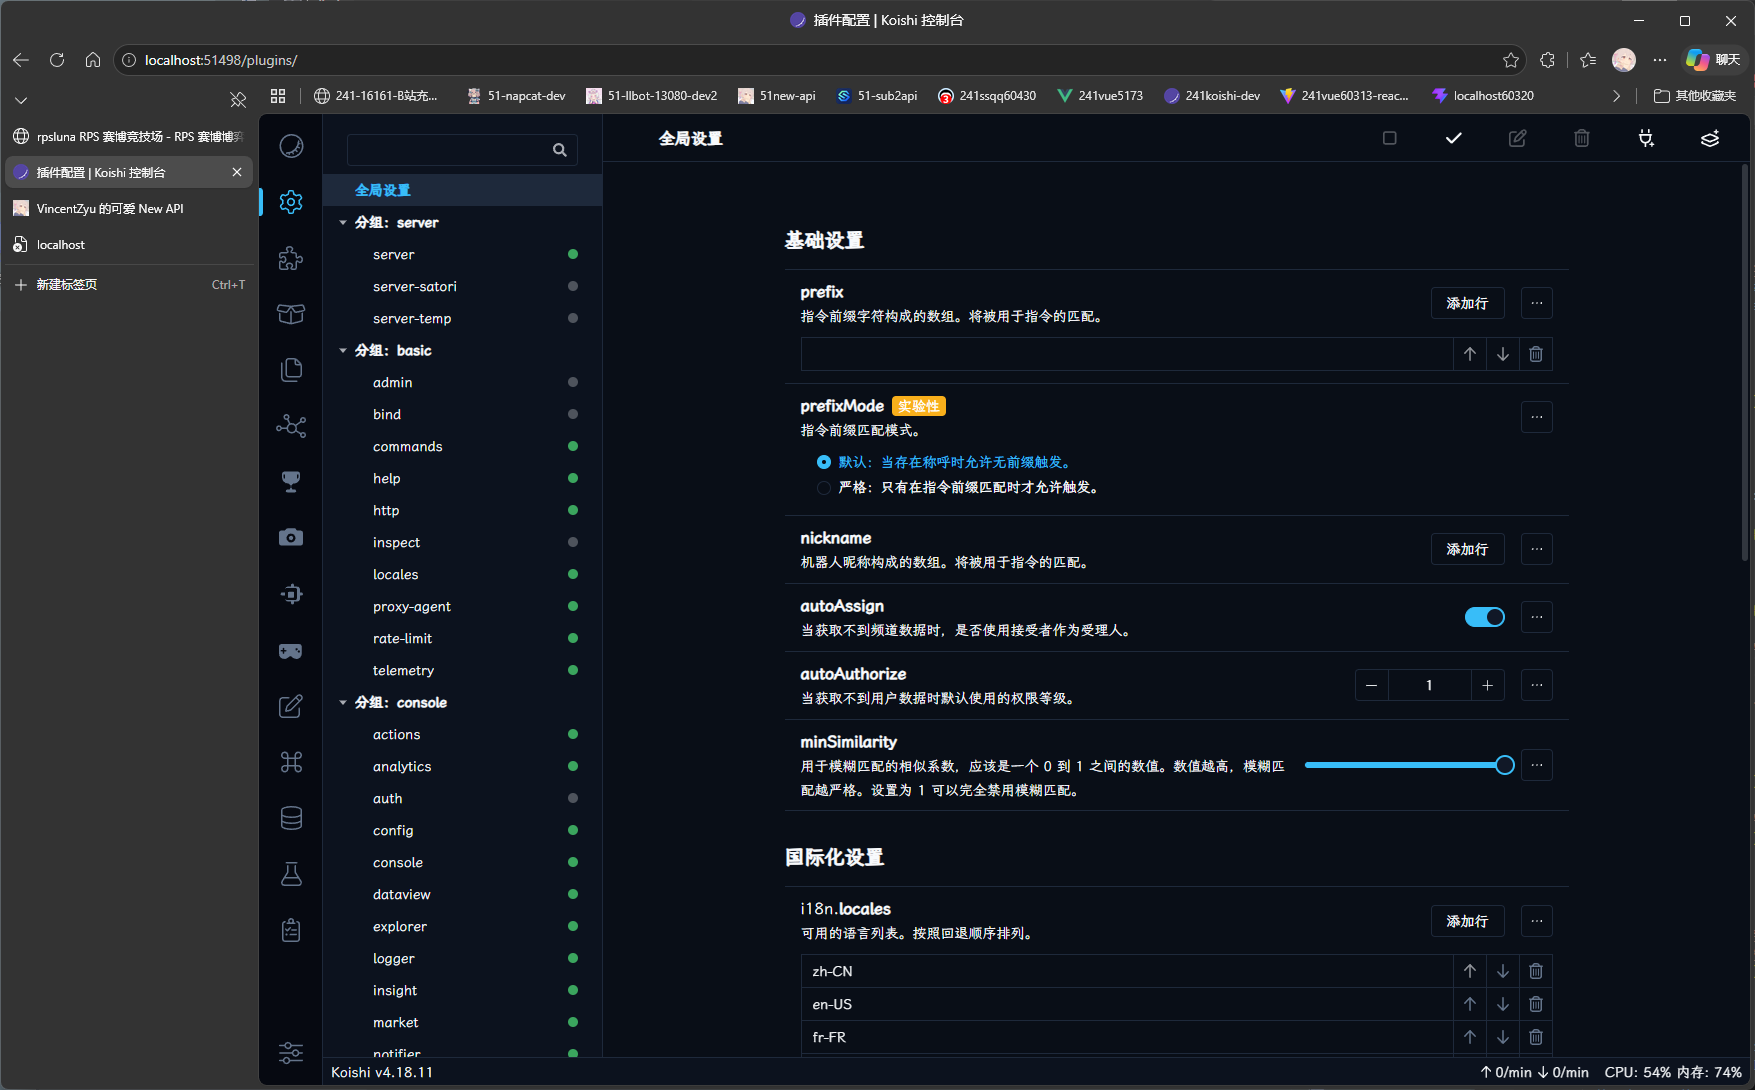 插件配置 | Koishi 控制台
localhost:51498/plugins/
聊天
241-16161-B站充...
51-napcat-dev
51-llbot-13080-dev2
51new-api
51-sub2api
241ssqq60430
241vue5173
241koishi-dev
241vue60313-reac...
localhost60320
其他收藏夹
rpsluna RPS 赛博竞技场 - RPS 赛博博
插件配置 | Koishi 控制台
VincentZyu 的可爱 New API
localhost
新建标签页
Ctrl+T
全局设置
分组：server
server
server-satori
server-temp
分组：basic
admin
bind
commands
help
http
inspect
locales
proxy-agent
rate-limit
telemetry
分组：console
actions
analytics
auth
config
console
dataview
explorer
logger
insight
market
notifier
全局设置
基础设置
prefix
指令前缀字符构成的数组。将被用于指令的匹配。
添加行
prefixMode 实验性
指令前缀匹配模式。
默认：当存在称呼时允许无前缀触发。
严格：只有在指令前缀匹配时才允许触发。
nickname
机器人昵称构成的数组。将被用于指令的匹配。
添加行
autoAssign
当获取不到频道数据时，是否使用接受者作为受理人。
autoAuthorize
当获取不到用户数据时默认使用的权限等级。
1
minSimilarity
用于模糊匹配的相似系数，应该是一个 0 到 1 之间的数值。数值越高，模糊匹
配越严格。设置为 1 可以完全禁用模糊匹配。
国际化设置
i18n.locales
可用的语言列表。按照回退顺序排列。
添加行
zh-CN
en-US
fr-FR
Koishi v4.18.11
↑ 0/min ↓ 0/min
CPU: 54% 内存: 74%